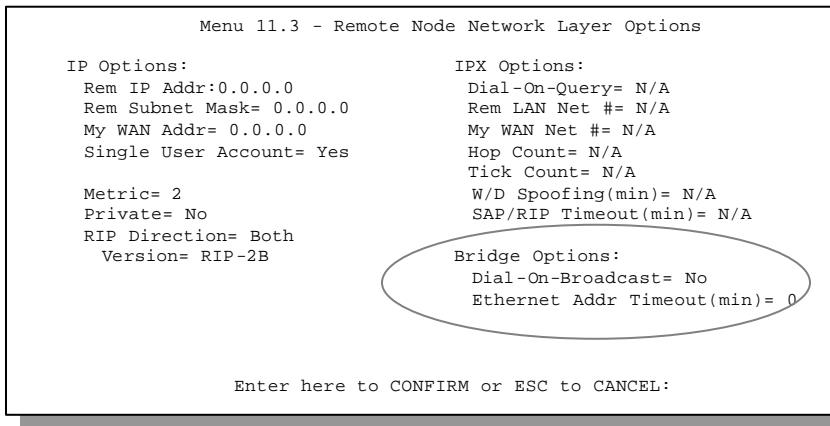 Menu 11.3 - Remote Node Network Layer Options
IP Options:
Rem IP Addr:0.0.0.0
Rem Subnet Mask= 0.0.0.0
My WAN Addr= 0.0.0.0
Single User Account= Yes
Metric= 2
Private= No
RIP Direction= Both
Version= RIP-2B
IPX Options:
Dial-On-Query= N/A
Rem LAN Net #= N/A
My WAN Net #= N/A
Hop Count= N/A
Tick Count= N/A
W/D Spoofing(min)= N/A
SAP/RIP Timeout(min)= N/A
Bridge Options:
Dial-On-Broadcast= No
Ethernet Addr Timeout(min)= 0
Enter here to CONFIRM or ESC to CANCEL: